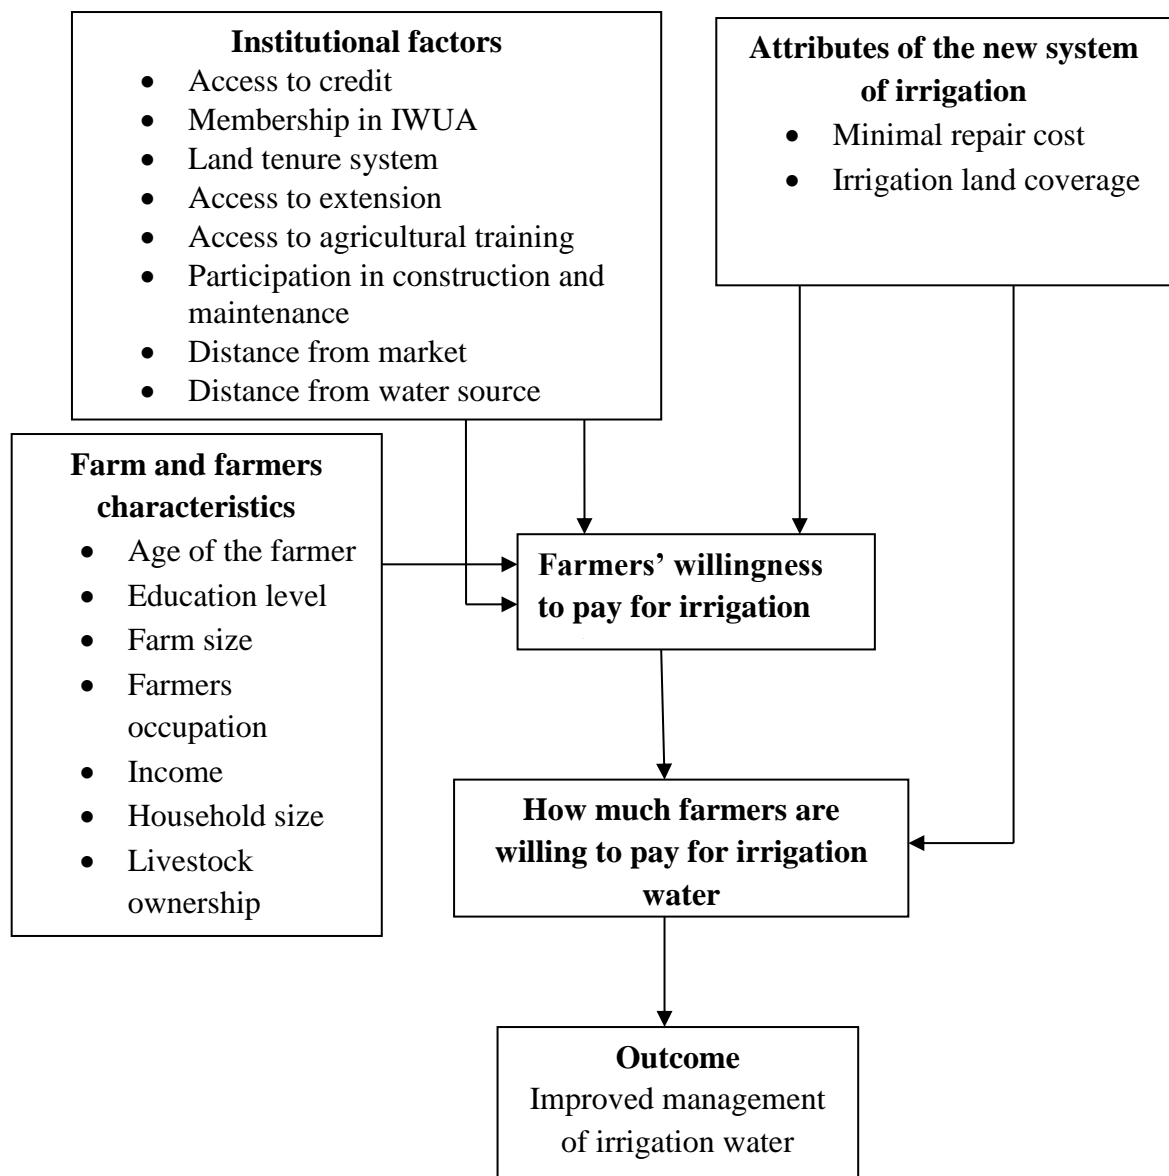 Institutional factors
• Access to credit
• Membership in IWUA
• Land tenure system
• Access to extension
• Access to agricultural training
• Participation in construction and
maintenance
• Distance from market
• Distance from water source
Attributes of the new system
of irrigation
• Minimal repair cost
• Irrigation land coverage
Farm and farmers
characteristics
• Age of the farmer
• Education level
• Farm size
• Farmers
occupation
• Income
• Household size
• Livestock
ownership
Farmers’ willingness
to pay for irrigation
How much farmers are
willing to pay for irrigation
water
Outcome
Improved management
of irrigation water